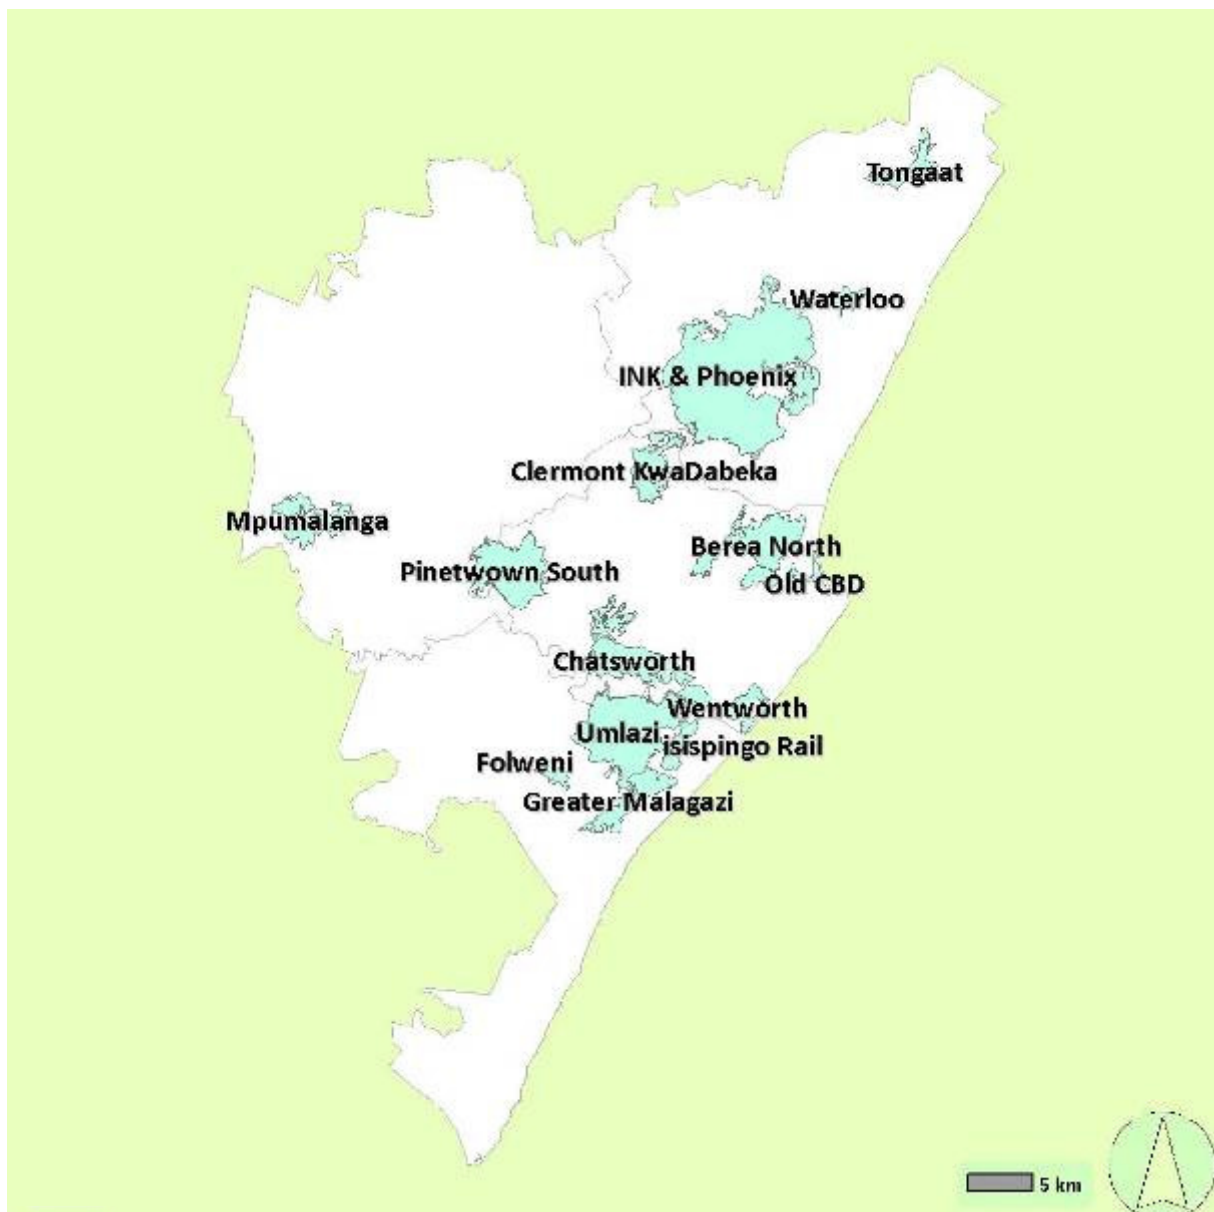 Tongaat
Waterloo
INK & Phoenix
Clermont KwaDabeka
Mpumalanga
Berea North
Pinetwown South
Old CBD
Chatsworth
Wentworth
Umlazi
isispingo Rail
Folweni
Greater Malagazi
5 km